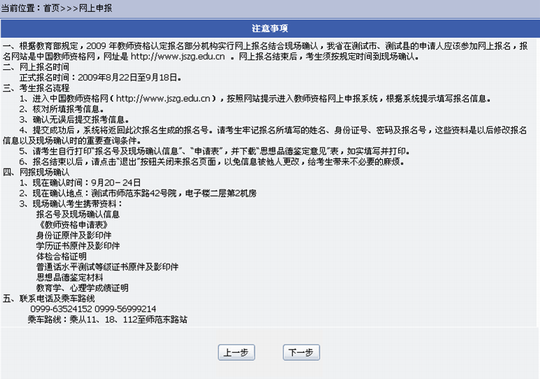 当前位置：首页>>>网上申报
注意事项
一、根据教育部规定，2009 年教师资格认定报名部分机构实行网上报名结合现场确认，我省在测试市、测试县的申请人应该参加网上报名，报
名网站是中国教师资格网，网址是 http://www.jszg.edu.cn 。网上报名结束后，考生须按规定时间到现场确认。
二、网上报名时间
正式报名时间：2009年8月22日至9月18日。
三、考生报名流程
1、进入中国教师资格网（http://www.jszg.edu.cn），按照网站提示进入教师资格网上申报系统，根据系统提示填写报名信息。
2、核对所填报考信息。
3、确认无误后提交报考信息。
4、提交成功后，系统将返回此次报名生成的报名号。请考生牢记报名所填写的姓名、身份证号、密码及报名号，这些资料是以后修改报名
信息以及现场确认时的重要查询条件。
5、请考生自行打印“报名号及现场确认信息”、“申请表”，并下载“思想品德鉴定意见”表，如实填写并打印。
6、报名结束以后，请点击“退出”按钮关闭来报名页面，以免信息被他人更改，给考生带来不必要的麻烦。
四、网报现场确认
1、现在确认时间：9月20－24日
2、现在确认地点：测试市师范东路42号院，电子楼二层第2机房
3、现场确认考生携带资料：
报名号及现场确认信息
《教师资格申请表》
身份证原件及影印件
学历证书原件及影印件
体检合格证明
普通话水平测试等级证书原件及影印件
思想品德鉴定材料
教育学、心理学成绩证明
五、联系电话及乘车路线
0999-63524152 0999-56999214
乘车路线：乘从11、18、112至师范东路站
上一步
下一步